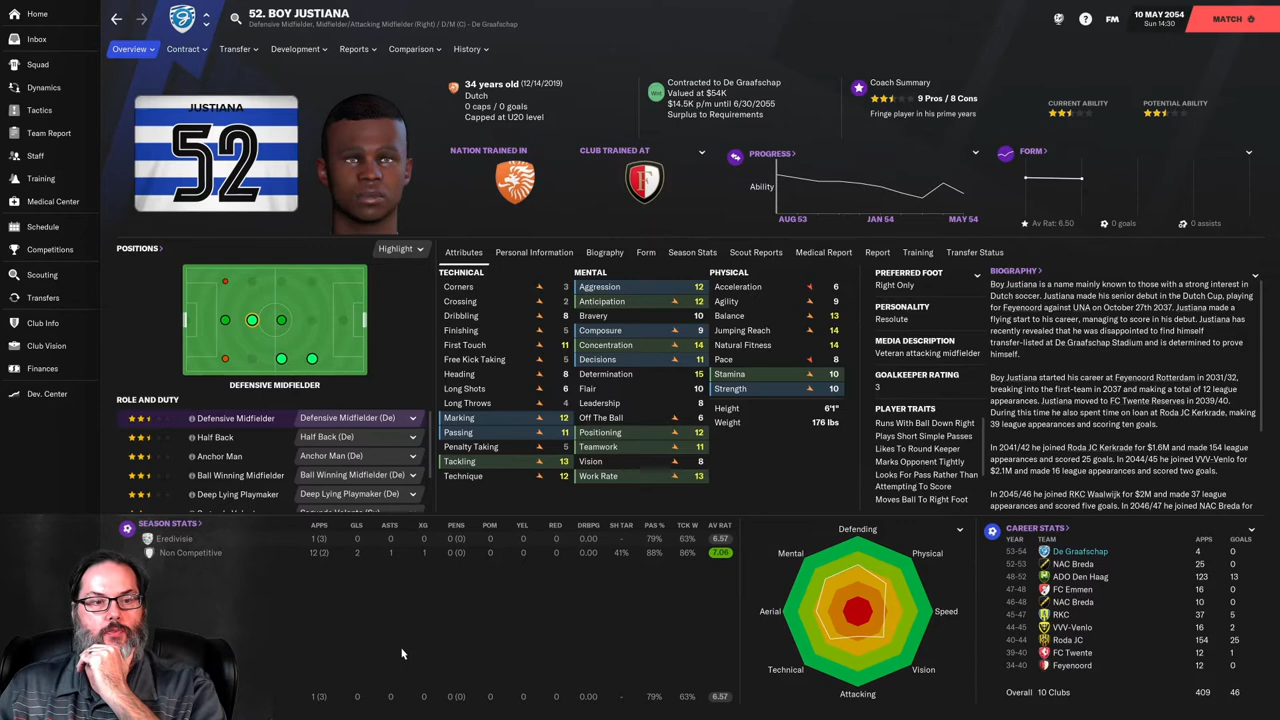 Home
Inbox
Squad
Dynamics
Tactics
Team Report
Staff
Training
Medical Center
Schedule
Competitions
Scouting
Transfers
Club Info
Club Vision
Finances
Dev. Center
52. BOY JUSTIANA
Defensive Midfielder, Midfielder/Attacking Midfielder (Right) / D/M (C) - De Graafschap
FM
10 MAY 2054
Sun 14:30
MATCH
Overview
Contract
Transfer
Development
Reports
Comparison
History
JUSTIANA
52
34 years old (12/14/2019)
Dutch
0 caps / 0 goals
Capped at U20 level
Wnt
Contracted to De Graafschap
Valued at $54K
$14.5K p/m until 6/30/2055
Surplus to Requirements
Coach Summary
9 Pros / 8 Cons
Fringe player in his prime years
CURRENT ABILITY
POTENTIAL ABILITY
NATION TRAINED IN
CLUB TRAINED AT
PROGRESS
Ability
AUG 53
JAN 54
MAY 54
FORM
Av Rat: 6.50
0 goals
0 assists
POSITIONS
Highlight
DEFENSIVE MIDFIELDER
ROLE AND DUTY
Defensive Midfielder Defensive Midfielder (De)
Half Back Half Back (De)
Anchor Man Anchor Man (De)
Ball Winning Midfielder Ball Winning Midfielder (De)
Deep Lying Playmaker Deep Lying Playmaker (De)
Attributes
Personal Information
Biography
Form
Season Stats
Scout Reports
Medical Report
Report
Training
Transfer Status
TECHNICAL
Corners 3
Crossing 2
Dribbling 8
Finishing 5
First Touch 11
Free Kick Taking 5
Heading 8
Long Shots 6
Long Throws 4
Marking 12
Passing 11
Penalty Taking 5
Tackling 13
Technique 12
MENTAL
Aggression 12
Anticipation 12
Bravery 10
Composure 9
Concentration 14
Decisions 11
Determination 15
Flair 10
Leadership 8
Off The Ball 6
Positioning 12
Teamwork 11
Vision 8
Work Rate 13
PHYSICAL
Acceleration 6
Agility 9
Balance 13
Jumping Reach 14
Natural Fitness 14
Pace 8
Stamina 10
Strength 10
Height 6'1"
Weight 176 lbs
PREFERRED FOOT
Right Only
PERSONALITY
Resolute
MEDIA DESCRIPTION
Veteran attacking midfielder
GOALKEEPER RATING
3
PLAYER TRAITS
Runs With Ball Down Right
Plays Short Simple Passes
Likes To Round Keeper
Marks Opponent Tightly
Looks For Pass Rather Than
Attempting To Score
Moves Ball To Right Foot
BIOGRAPHY
Boy Justiana is a name mainly known to those with a strong interest in
Dutch soccer. Justiana made his senior debut in the Dutch Cup, playing
for Feyenoord against UNA on October 27th 2037. Justiana made a
flying start to his career, managing to score in his debut. Justiana
has recently revealed that he was disappointed to find himself
transfer-listed at De Graafschap Stadium and is determined to prove
himself.
Boy Justiana started his career at Feyenoord Rotterdam in 2031/32,
breaking into the first-team in 2037 and making a total of 12 league
appearances. Justiana moved to FC Twente Reserves in 2039/40.
During this time he also spent time on loan at Roda JC Kerkrade, making
39 league appearances and scoring ten goals.
In 2041/42 he joined Roda JC Kerkrade for $1.6M and made 154 league
appearances and scored 25 goals. In 2044/45 he joined VVV-Venlo for
$2.1M and made 16 league appearances and scored two goals.
In 2045/46 he joined RKC Waalwijk for $2M and made 37 league
appearances and scored five goals. In 2046/47 he joined NAC Breda for
SEASON STATS
APPS GLS ASTS XG PENS POM YEL RED DRBPG SH TAR PAS % TCK W AV RAT
Eredivisie 1 (3) 0 0 0 0 (0) 0 0 0 0.00 - 79% 63% 6.57
Non Competitive 12 (2) 2 1 1 0 (0) 0 0 0 0.00 41% 88% 86% 7.06
1 (3) 0 0 0 0 (0) 0 0 0 0.00 - 79% 63% 6.57
Defending
Physical
Speed
Vision
Attacking
Technical
Aerial
Mental
CAREER STATS
YEAR TEAM APPS GOALS
53-54 De Graafschap 4 0
52-53 NAC Breda 25 0
48-52 ADO Den Haag 123 13
47-48 FC Emmen 16 0
46-48 NAC Breda 10 0
45-47 RKC 37 5
44-45 VVV-Venlo 16 2
40-44 Roda JC 154 25
39-40 FC Twente 12 1
34-40 Feyenoord 12 0
Overall 10 Clubs 409 46